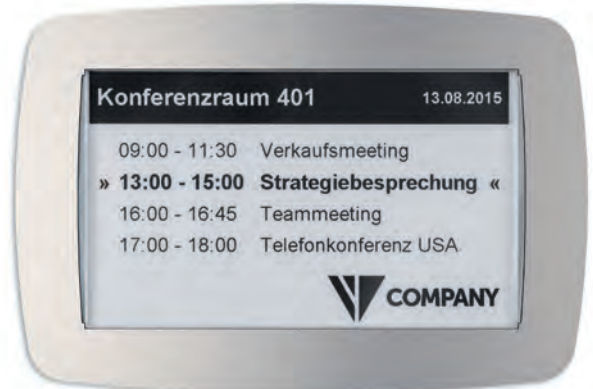 Konferenzraum 401 13.08.2015
09:00 - 11:30 Verkaufsmeeting
» 13:00 - 15:00 Strategiebesprechung «
16:00 - 16:45 Teammeeting
17:00 - 18:00 Telefonkonferenz USA
COMPANY